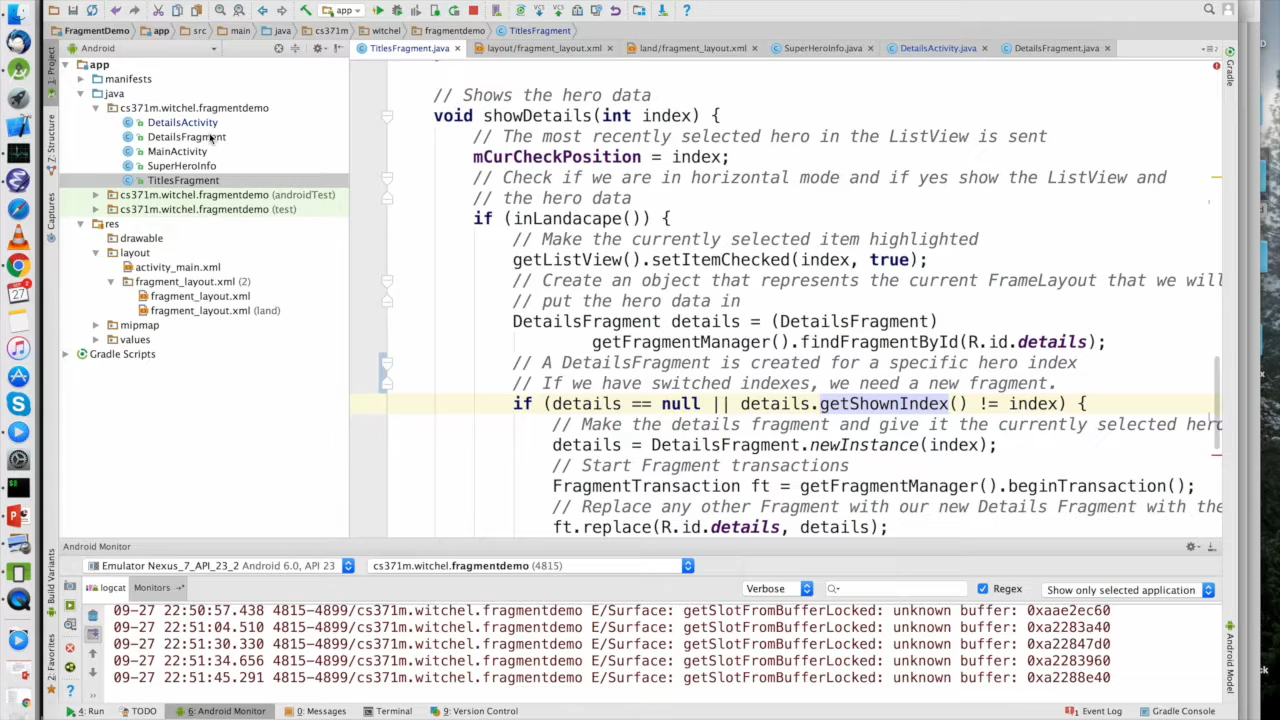 app
FragmentDemo app src main java cs371m witchel fragmentdemo TitlesFragment
Android
TitlesFragment.java layout/fragment_layout.xml land/fragment_layout.xml SuperHeroInfo.java DetailsActivity.java DetailsFragment.java
1: Project
7: Structure
Captures
Build Variants
2: Favorites
app
manifests
java
cs371m.witchel.fragmentdemo
DetailsActivity
DetailsFragment
MainActivity
SuperHeroInfo
TitlesFragment
cs371m.witchel.fragmentdemo (androidTest)
cs371m.witchel.fragmentdemo (test)
res
drawable
layout
activity_main.xml
fragment_layout.xml (2)
fragment_layout.xml
fragment_layout.xml (land)
mipmap
values
Gradle Scripts
// Shows the hero data
void showDetails(int index) {
// The most recently selected hero in the ListView is sent
mCurCheckPosition = index;
// Check if we are in horizontal mode and if yes show the ListView and
// the hero data
if (inLandacape()) {
// Make the currently selected item highlighted
getListView().setItemChecked(index, true);
// Create an object that represents the current FrameLayout that we will
// put the hero data in
DetailsFragment details = (DetailsFragment)
getFragmentManager().findFragmentById(R.id.details);
// A DetailsFragment is created for a specific hero index
// If we have switched indexes, we need a new fragment.
if (details == null || details.getShownIndex() != index) {
// Make the details fragment and give it the currently selected hero
details = DetailsFragment.newInstance(index);
// Start Fragment transactions
FragmentTransaction ft = getFragmentManager().beginTransaction();
// Replace any other Fragment with our new Details Fragment with the
ft.replace(R.id.details, details);
Gradle
Android Model
SEP
27
Android Monitor
Emulator Nexus_7_API_23_2 Android 6.0, API 23 cs371m.witchel.fragmentdemo (4815)
logcat Monitors Verbose Regex Show only selected application
09-27 22:50:57.438 4815-4899/cs371m.witchel.fragmentdemo E/Surface: getSlotFromBufferLocked: unknown buffer: 0xaae2ec60
09-27 22:51:04.510 4815-4899/cs371m.witchel.fragmentdemo E/Surface: getSlotFromBufferLocked: unknown buffer: 0xa2283a40
09-27 22:51:30.330 4815-4899/cs371m.witchel.fragmentdemo E/Surface: getSlotFromBufferLocked: unknown buffer: 0xa22847d0
09-27 22:51:34.656 4815-4899/cs371m.witchel.fragmentdemo E/Surface: getSlotFromBufferLocked: unknown buffer: 0xa2283960
09-27 22:51:45.291 4815-4899/cs371m.witchel.fragmentdemo E/Surface: getSlotFromBufferLocked: unknown buffer: 0xa2288e40
4: Run TODO 6: Android Monitor 0: Messages Terminal 9: Version Control 1 Event Log Gradle Console